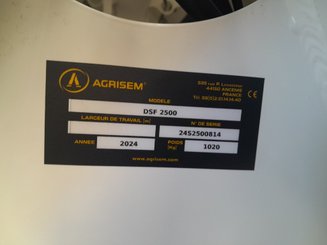 AGRISEM®
44150 ANCENIS
FRANCE
MODELE
DSF 2500
LARGEUR DE TRAVAIL [m]
N° DE SERIE
24S2500814
ANNEE
2024
POIDS
[Kg]
1020
www.agrisem.com